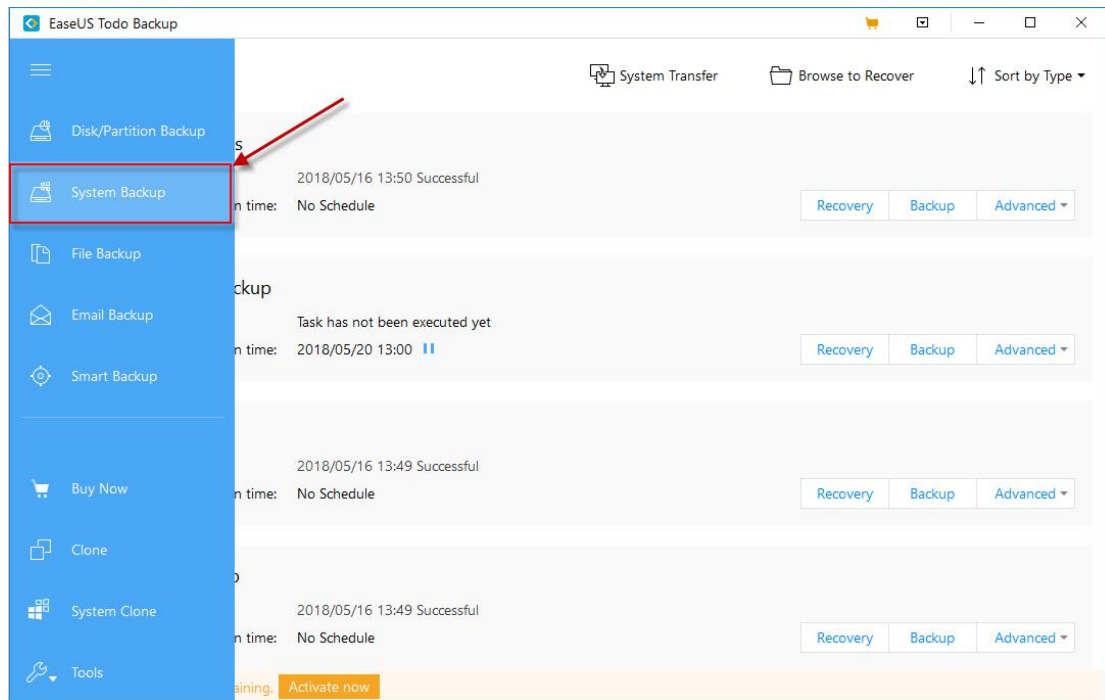 EaseUS Todo Backup
System Transfer
Browse to Recover
Sort by Type
Disk/Partition Backup
System Backup
File Backup
Email Backup
Smart Backup
Buy Now
Clone
System Clone
Tools
s
2018/05/16 13:50 Successful
n time: No Schedule
Recovery Backup Advanced
ckup
Task has not been executed yet
n time: 2018/05/20 13:00
Recovery Backup Advanced
2018/05/16 13:49 Successful
n time: No Schedule
Recovery Backup Advanced
2018/05/16 13:49 Successful
n time: No Schedule
Recovery Backup Advanced
aining. Activate now